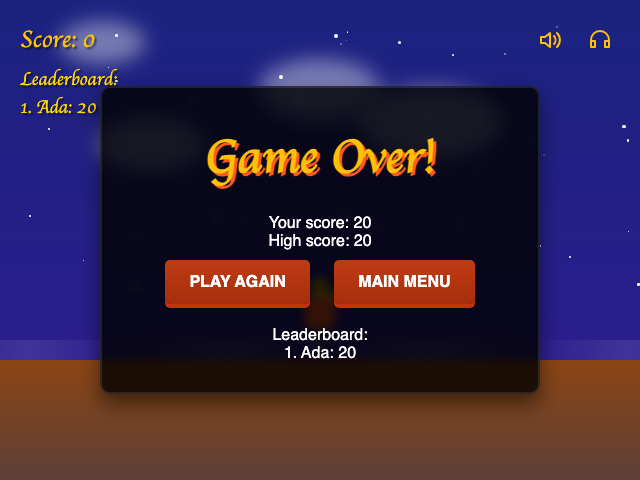 Score: 0
Leaderboard:
1. Ada: 20
Game Over!
Your score: 20
High score: 20
PLAY AGAIN
MAIN MENU
Leaderboard:
1. Ada: 20